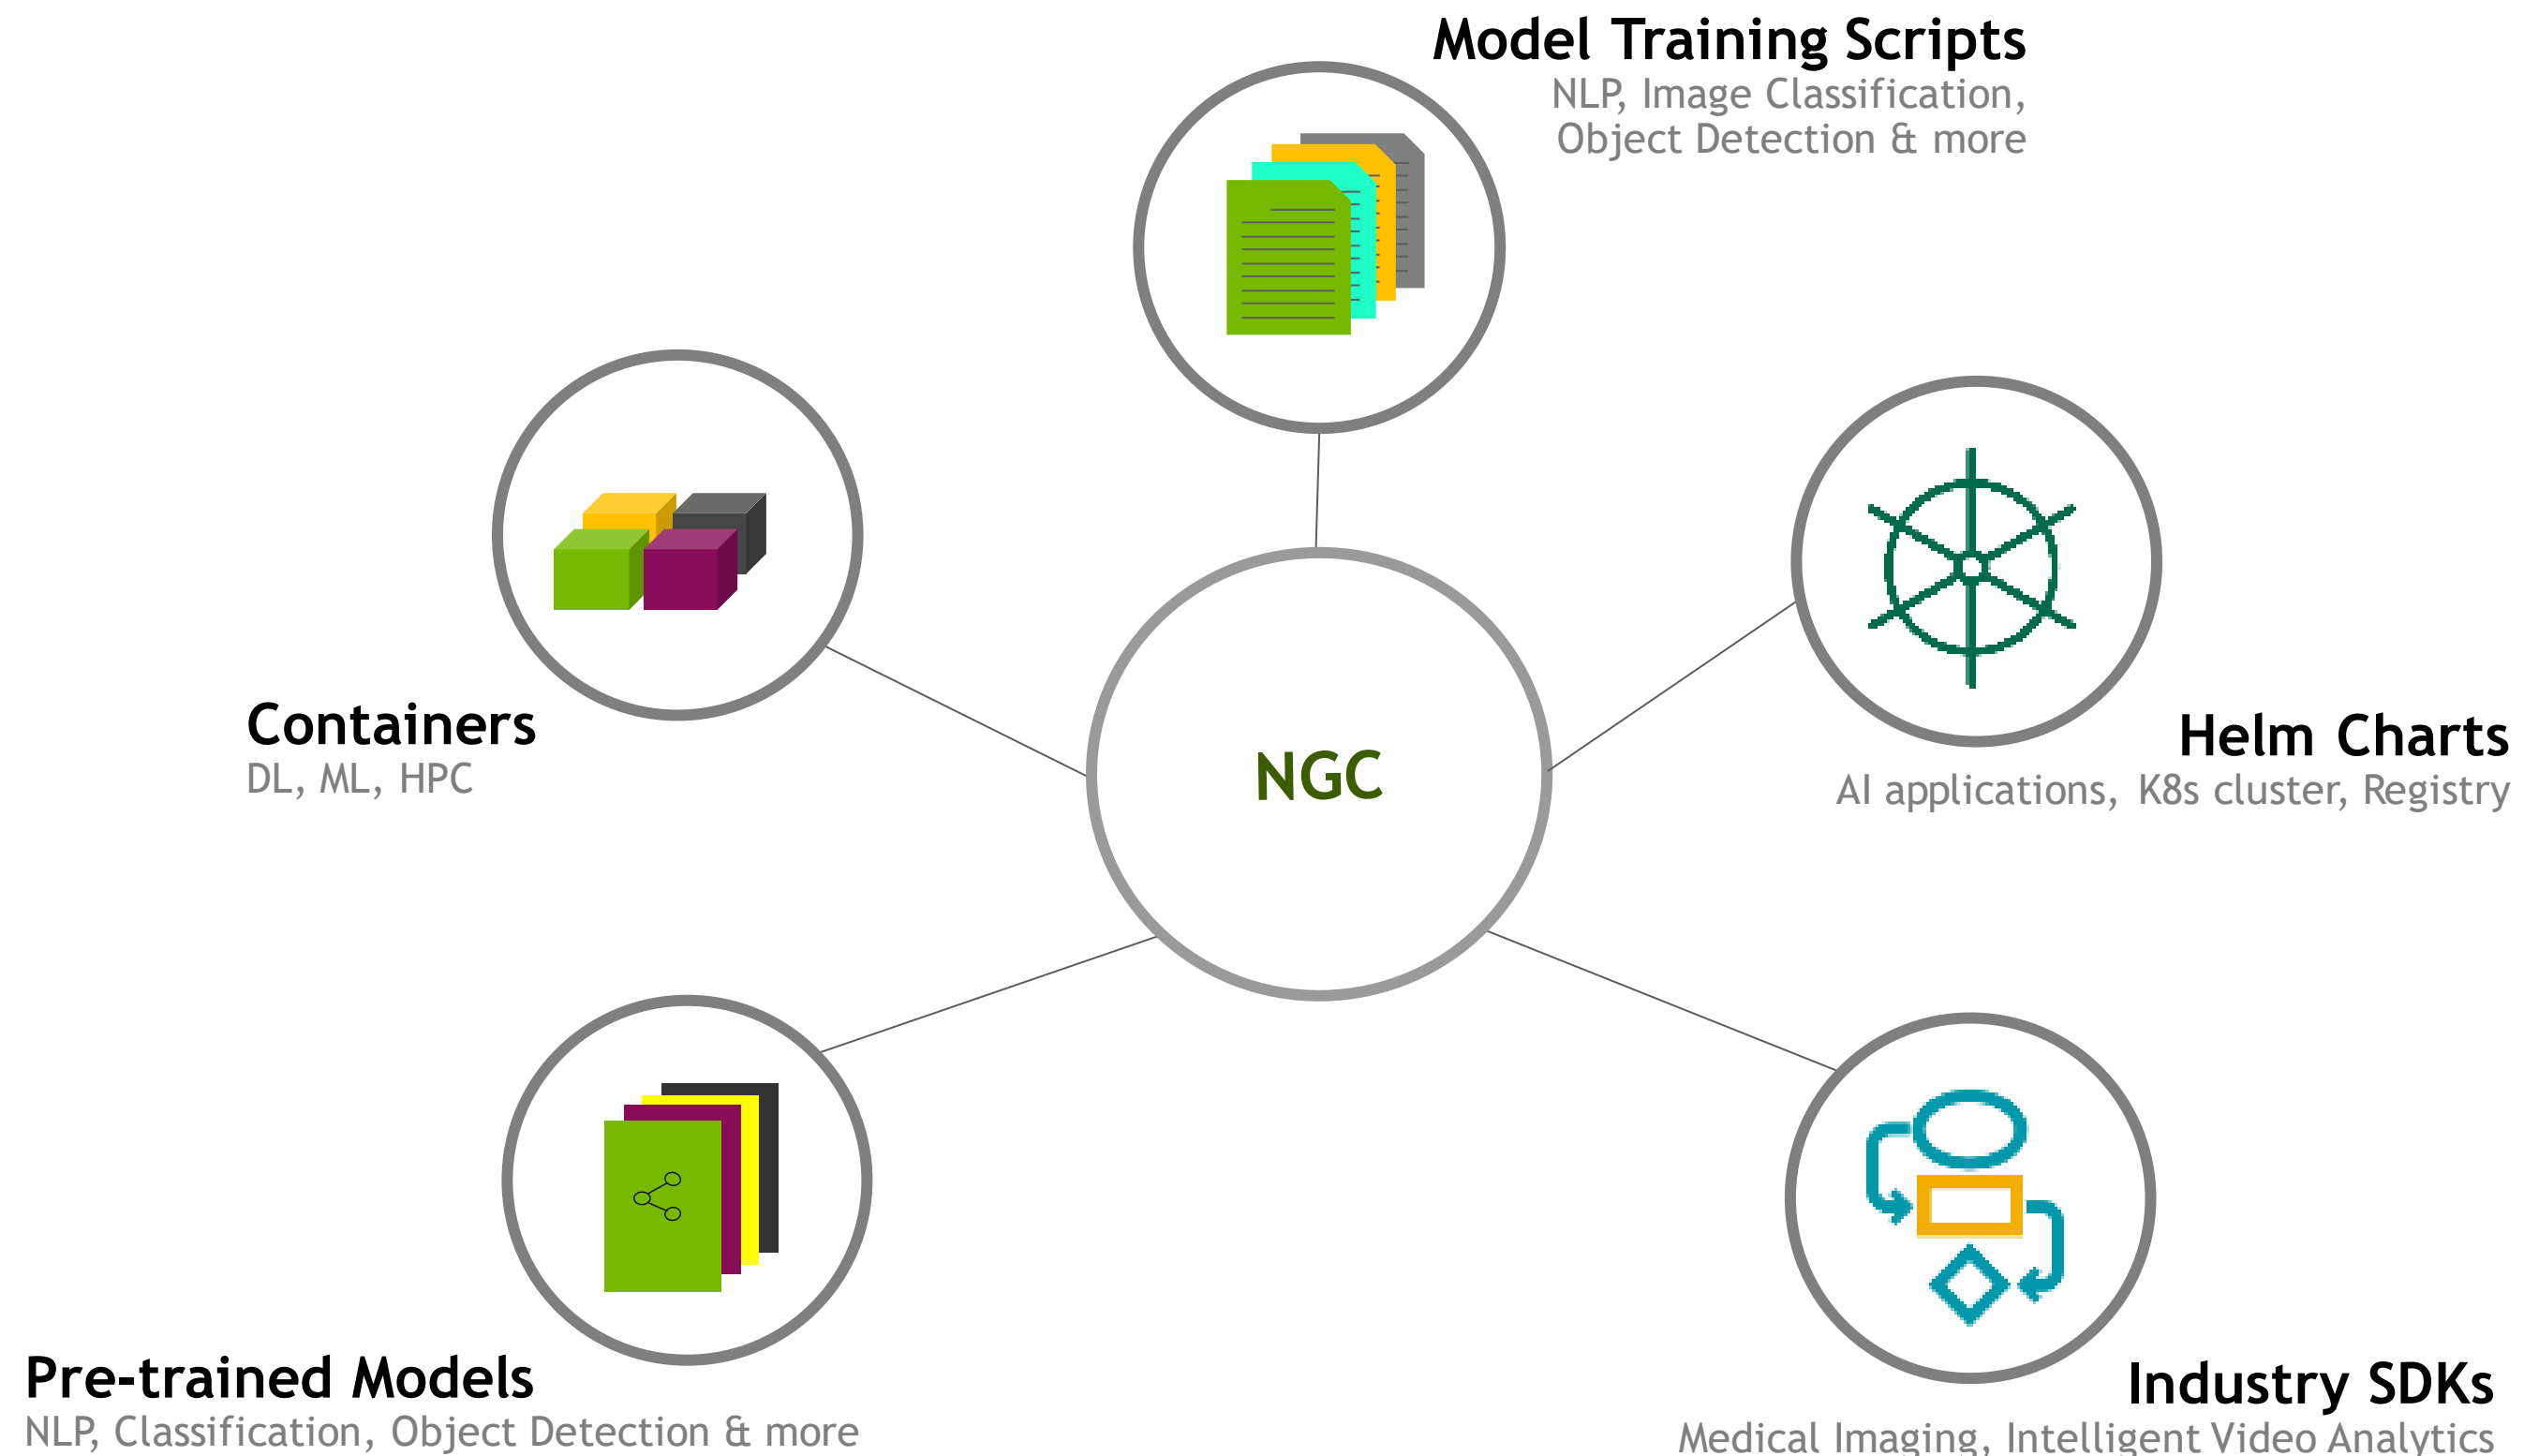 Model Training Scripts
NLP, Image Classification,
Object Detection & more
Containers
DL, ML, HPC
NGC
Helm Charts
AI applications, K8s cluster, Registry
Pre-trained Models
NLP, Classification, Object Detection & more
Industry SDKs
Medical Imaging, Intelligent Video Analytics